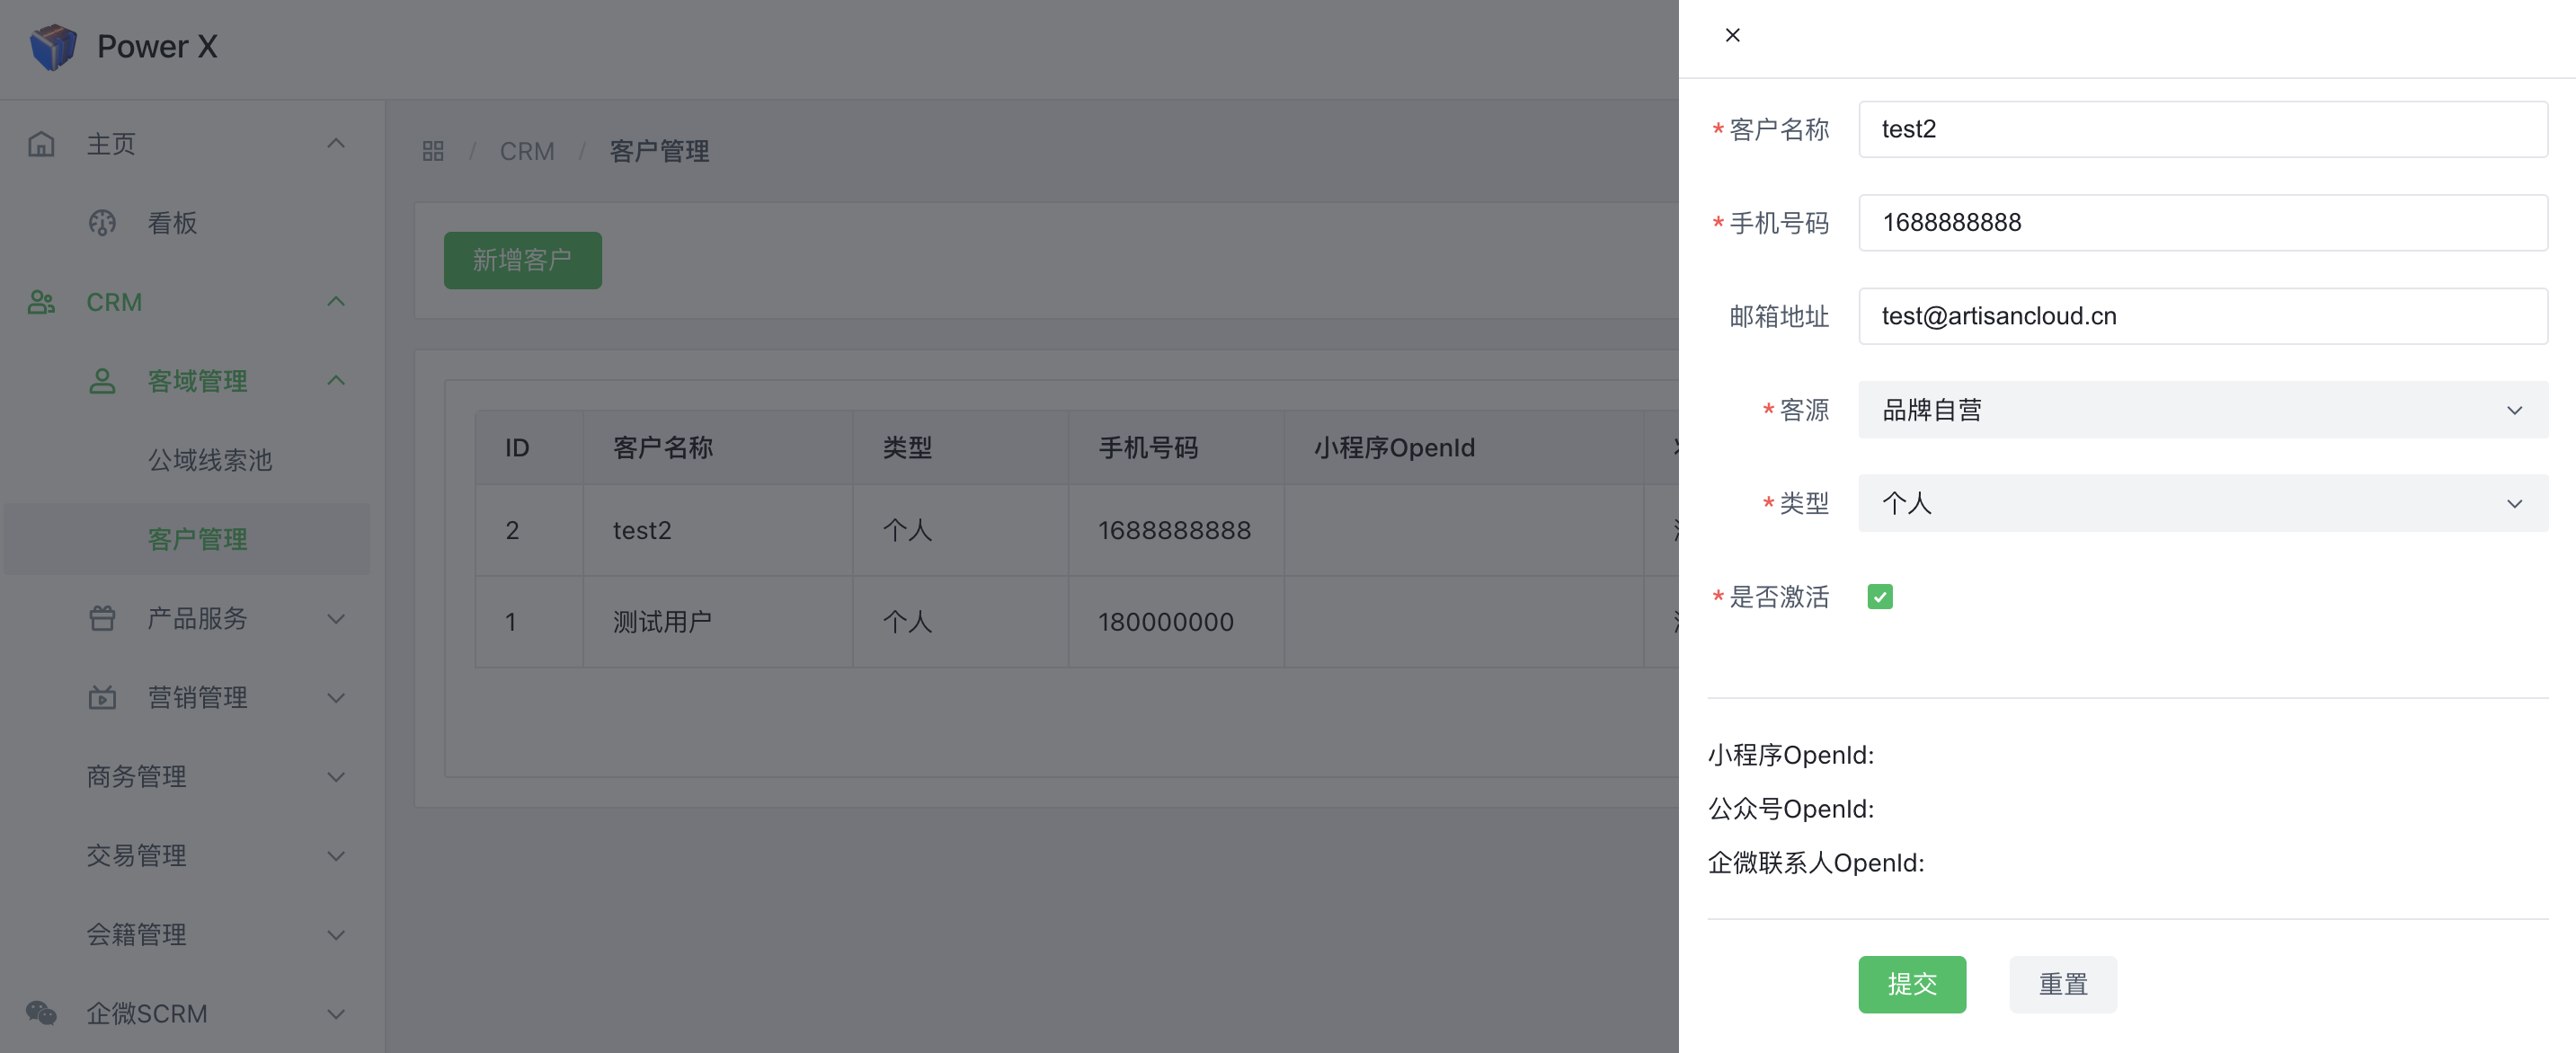 Power X
主页
看板
CRM
客域管理
公域线索池
客户管理
产品服务
营销管理
商务管理
交易管理
会籍管理
企微SCRM
/ CRM / 客户管理
新增客户
ID 客户名称 类型 手机号码 小程序OpenId
2 test2 个人 1688888888
1 测试用户 个人 180000000
* 客户名称 test2
* 手机号码 1688888888
邮箱地址 test@artisancloud.cn
* 客源 品牌自营
* 类型 个人
* 是否激活
小程序OpenId:
公众号OpenId:
企微联系人OpenId:
提交 重置